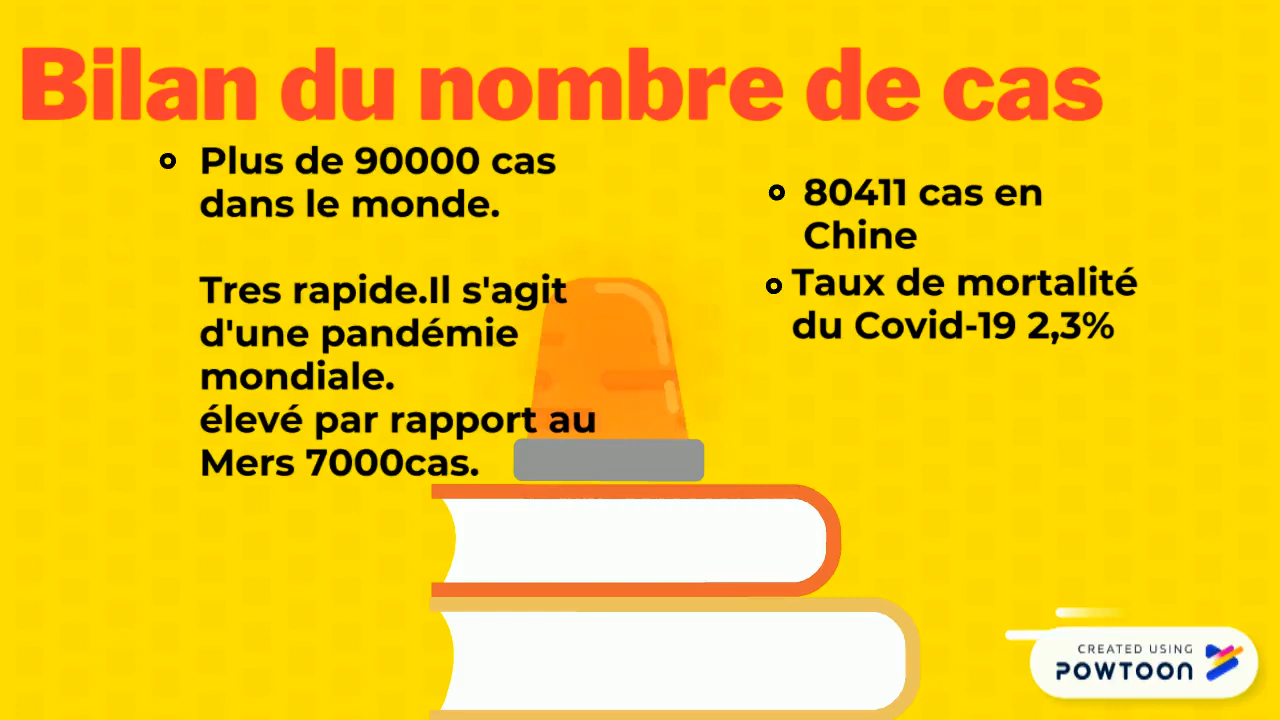 Bilan du nombre de cas
Plus de 90000 cas
dans le monde.
Tres rapide.Il s'agit
d'une pandémie
mondiale.
élevé par rapport au
Mers 7000cas.
80411 cas en
Chine
Taux de mortalité
du Covid-19 2,3%
CREATED USING
POWTOON